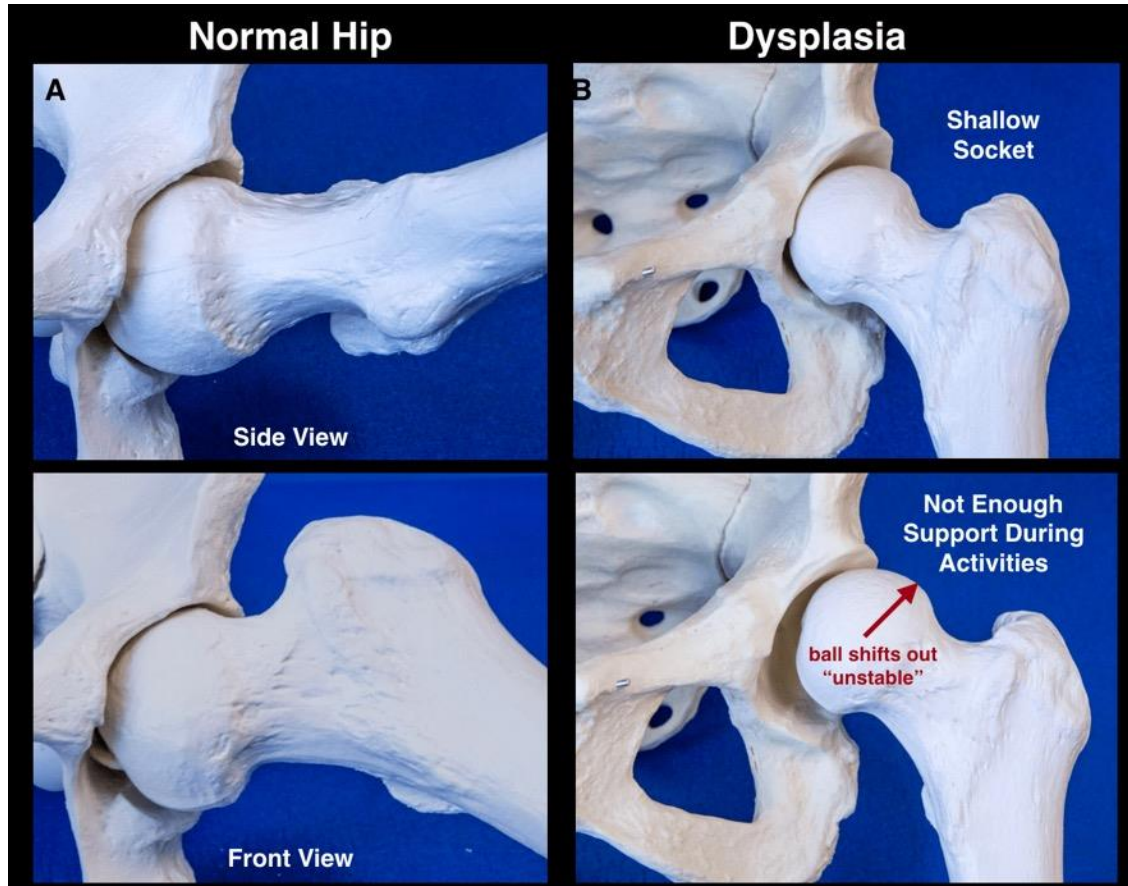 Normal Hip
Dysplasia
A
Side View
B
Shallow
Socket
Front View
Not Enough
Support During
Activities
ball shifts out
“unstable”